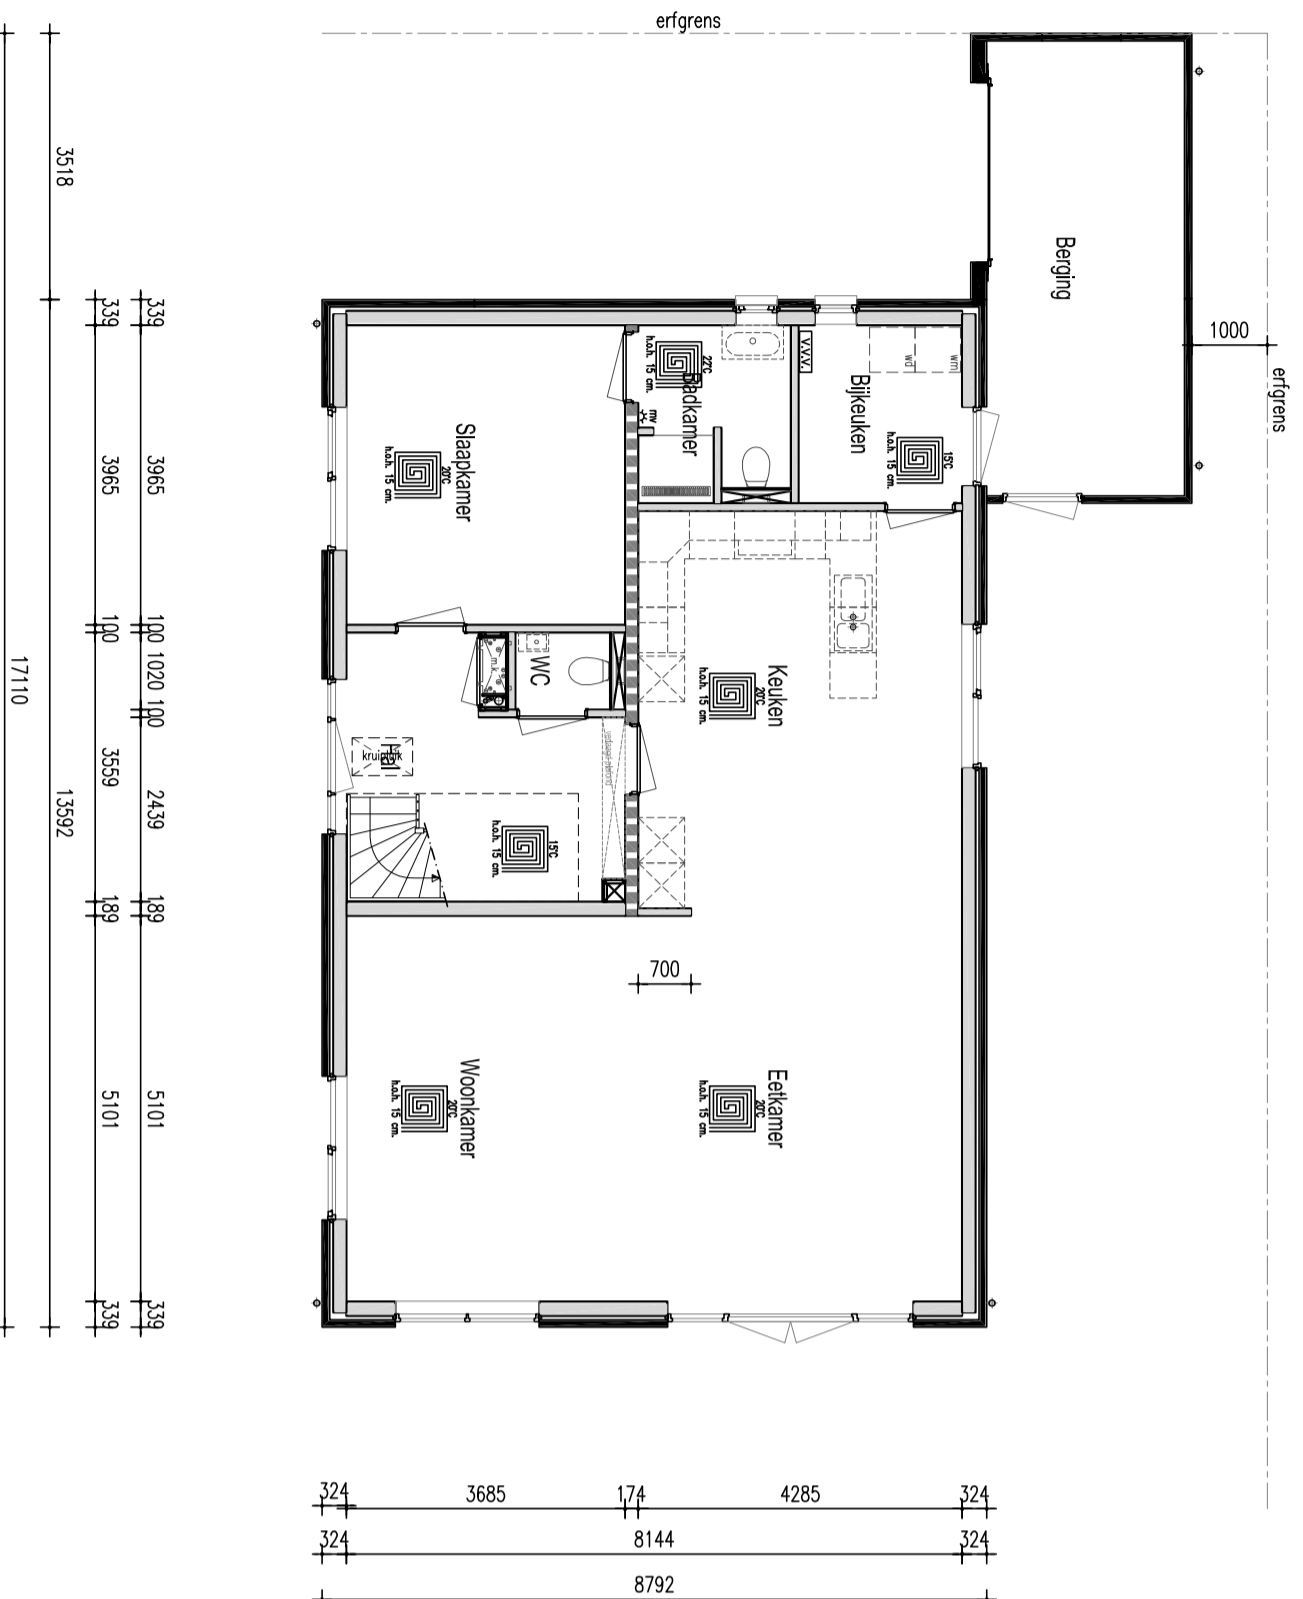 erfgrens
Berging
1000
erfgrens
3518
17110
13592
339
3965
100
3559
189
5101
339
339
3965
100
1020
100
2439
189
5101
339
22°C
h.o.h. 15 cm.
Badkamer
mv
V.V.V.
wd
wm
Bijkeuken
15°C
h.o.h. 15 cm.
Slaapkamer
20°C
h.o.h. 15 cm.
m.k.
WC
Keuken
20°C
h.o.h. 15 cm.
Hal
kruipluik
verlaagd plafond
15°C
h.o.h. 15 cm.
700
Woonkamer
20°C
h.o.h. 15 cm.
Eetkamer
20°C
h.o.h. 15 cm.
324
3685
174
4285
324
324
8144
324
8792